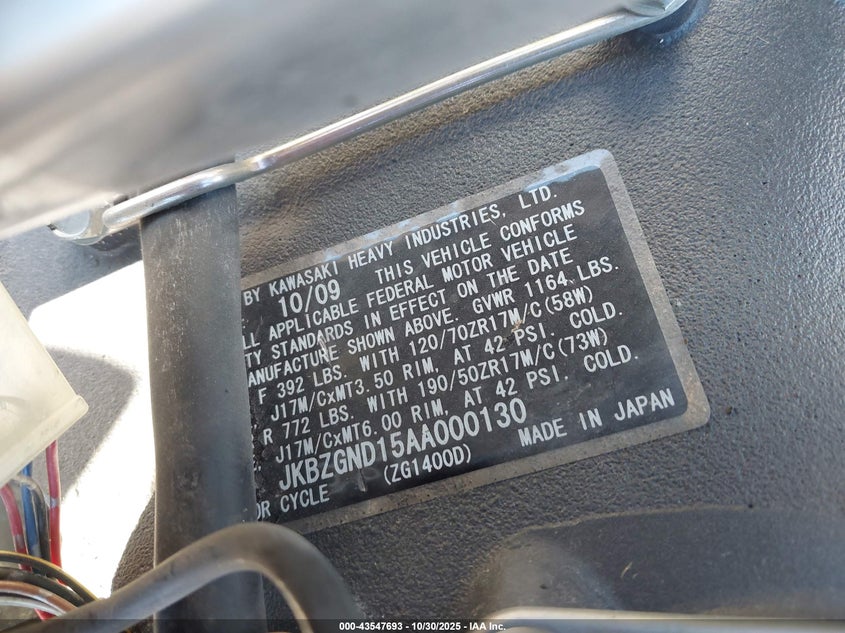 BY KAWASAKI HEAVY INDUSTRIES, LTD.
10/09 THIS VEHICLE CONFORMS
LL APPLICABLE FEDERAL MOTOR VEHICLE
TY STANDARDS IN EFFECT ON THE DATE
ANUFACTURE SHOWN ABOVE. GVWR 1164 LBS.
F 392 LBS. WITH 120/70ZR17M/C(58W)
J17M/CxMT3.50 RIM, AT 42 PSI. COLD.
R 772 LBS. WITH 190/50ZR17M/C(73W)
J17M/CxMT6.00 RIM, AT 42 PSI. COLD.
JKBZGND15AA000130
OR CYCLE (ZG1400D) MADE IN JAPAN
000-43547693 - 10/30/2025 - IAA Inc.